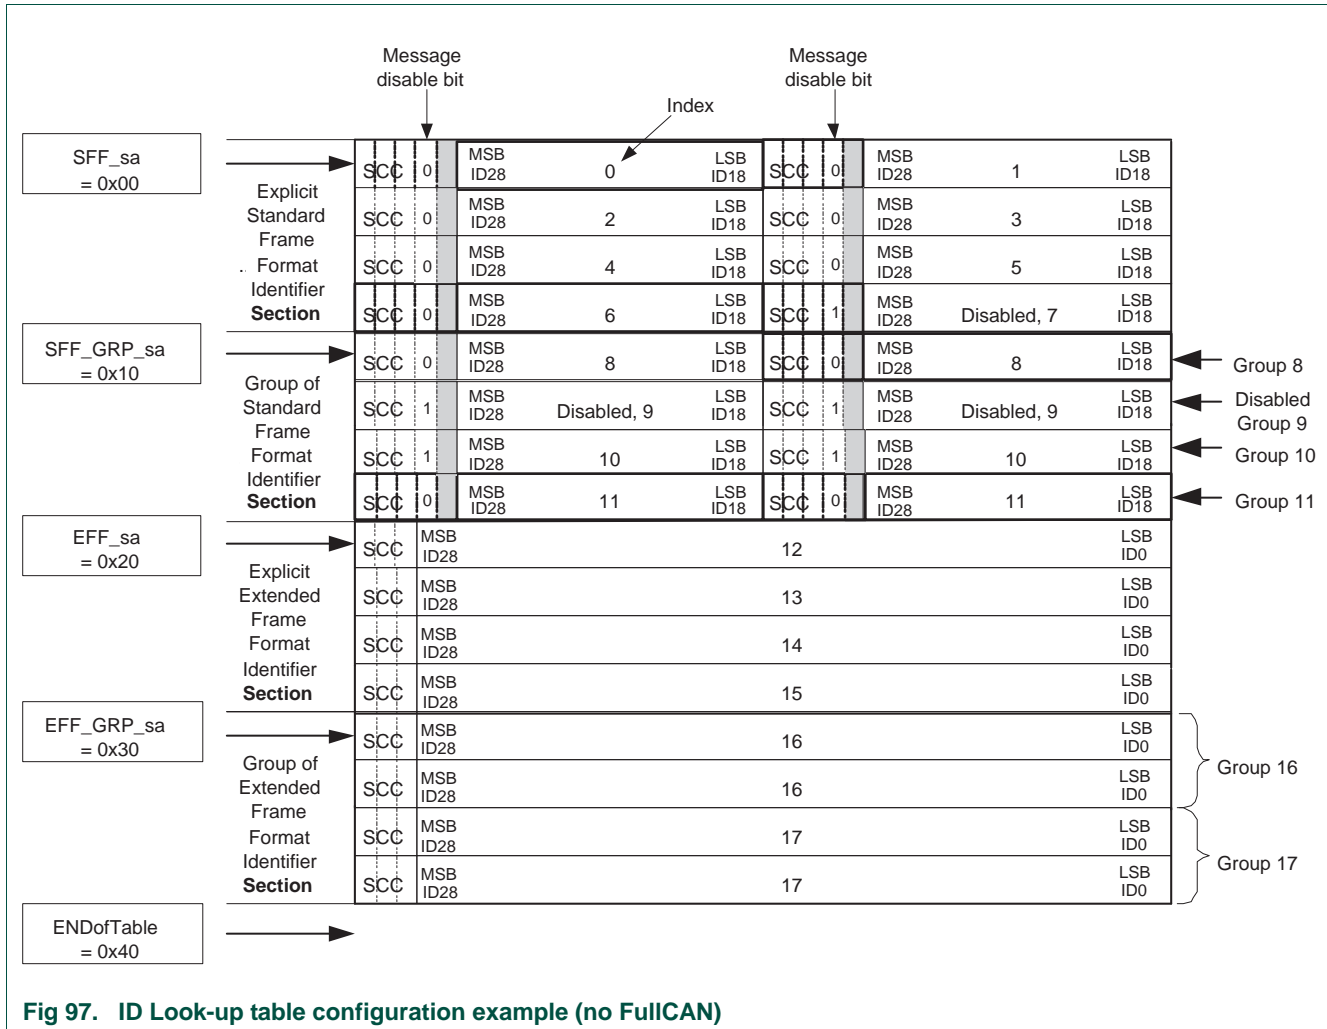 Message
disable bit
Message
disable bit
Index
SFF_sa
= 0x00
Explicit
Standard
Frame
.. Format
Identifier
Section
SCC 0 MSB ID28 0 LSB ID18 SCC 0 MSB ID28 1 LSB ID18
SCC 0 MSB ID28 2 LSB ID18 SCC 0 MSB ID28 3 LSB ID18
SCC 0 MSB ID28 4 LSB ID18 SCC 0 MSB ID28 5 LSB ID18
SCC 0 MSB ID28 6 LSB ID18 SCC 1 MSB ID28 Disabled, 7 LSB ID18
SFF_GRP_sa
= 0x10
Group of
Standard
Frame
Format
Identifier
Section
SCC 0 MSB ID28 8 LSB ID18 SCC 0 MSB ID28 8 LSB ID18 Group 8
SCC 1 MSB ID28 Disabled, 9 LSB ID18 SCC 1 MSB ID28 Disabled, 9 LSB ID18 Disabled Group 9
SCC 1 MSB ID28 10 LSB ID18 SCC 1 MSB ID28 10 LSB ID18 Group 10
SCC 0 MSB ID28 11 LSB ID18 SCC 0 MSB ID28 11 LSB ID18 Group 11
EFF_sa
= 0x20
Explicit
Extended
Frame
Format
Identifier
Section
SCC MSB ID28 12 LSB ID0
SCC MSB ID28 13 LSB ID0
SCC MSB ID28 14 LSB ID0
SCC MSB ID28 15 LSB ID0
EFF_GRP_sa
= 0x30
Group of
Extended
Frame
Format
Identifier
Section
SCC MSB ID28 16 LSB ID0
SCC MSB ID28 16 LSB ID0
Group 16
SCC MSB ID28 17 LSB ID0
SCC MSB ID28 17 LSB ID0
Group 17
ENDofTable
= 0x40
Fig 97. ID Look-up table configuration example (no FullCAN)